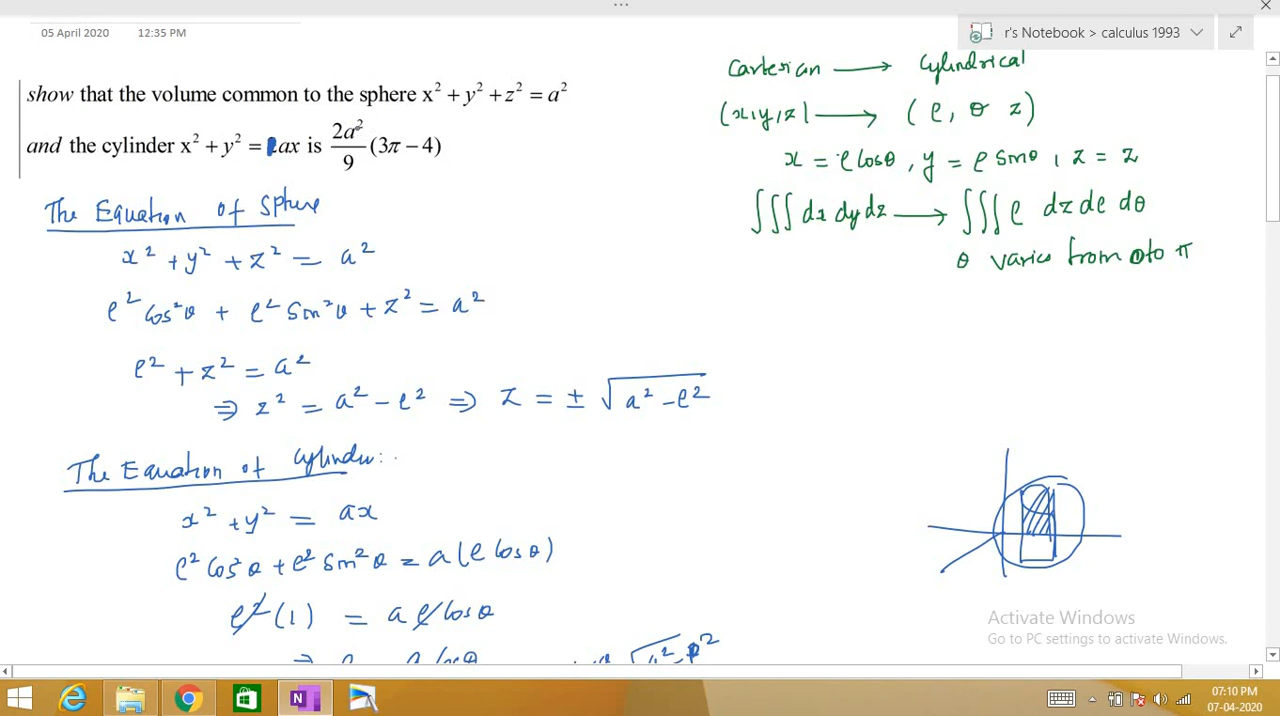 05 April 2020 12:35 PM
r's Notebook > calculus 1993
show that the volume common to the sphere x² + y² + z² = a²
and the cylinder x² + y² = ax is 2a²/9 (3π − 4)
Cartesian → Cylindrical
(x,y,z) → (ρ, θ z)
x = ρ cosθ, y = ρ sinθ, z = z
∭ dx dy dz → ∭ ρ dz dρ dθ
θ varies from 0 to π
The Equation of Sphere
x² + y² + z² = a²
ρ² cos²θ + ρ² sin²θ + z² = a²
ρ² + z² = a²
⇒ z² = a² − ρ² ⇒ z = ± √(a² − ρ²)
The Equation of Cylinder:-
x² + y² = ax
ρ² cos²θ + ρ² sin²θ = a(ρ cosθ)
ρ² (1) = a ρ cosθ
Activate Windows
Go to PC settings to activate Windows.
07:10 PM
07-04-2020